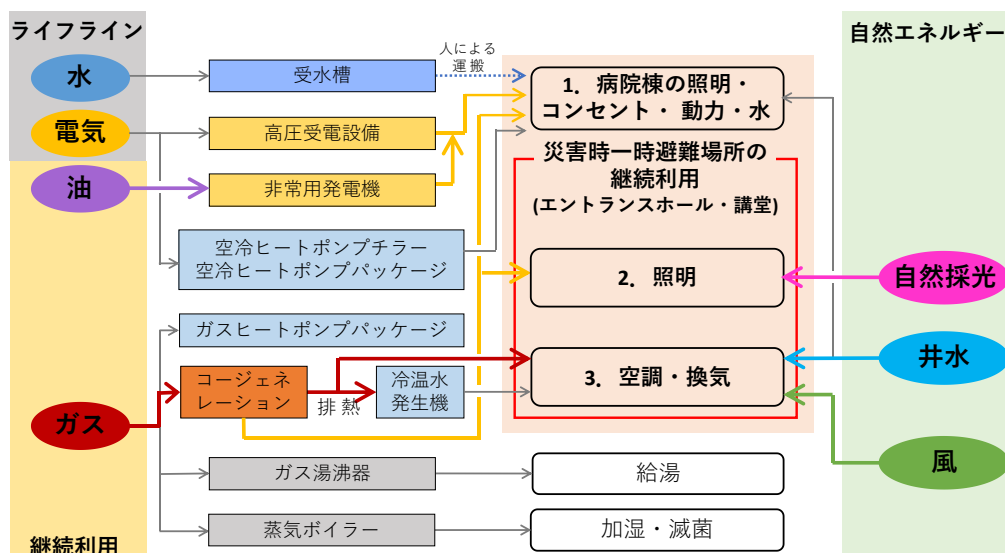 ライフライン
自然エネルギー
水
受水槽
人による
運搬
1. 病院棟の照明・
コンセント・ 動力・水
電気
高圧受電設備
災害時一時避難場所の
継続利用
(エントランスホール・講堂)
油
非常用発電機
空冷ヒートポンプチラー
空冷ヒートポンプパッケージ
2. 照明
自然採光
ガスヒートポンプパッケージ
井水
コージェネ
レーション
排熱
冷温水
発生機
3. 空調・換気
ガス
風
ガス湯沸器
給湯
蒸気ボイラー
加湿・滅菌
継続利用